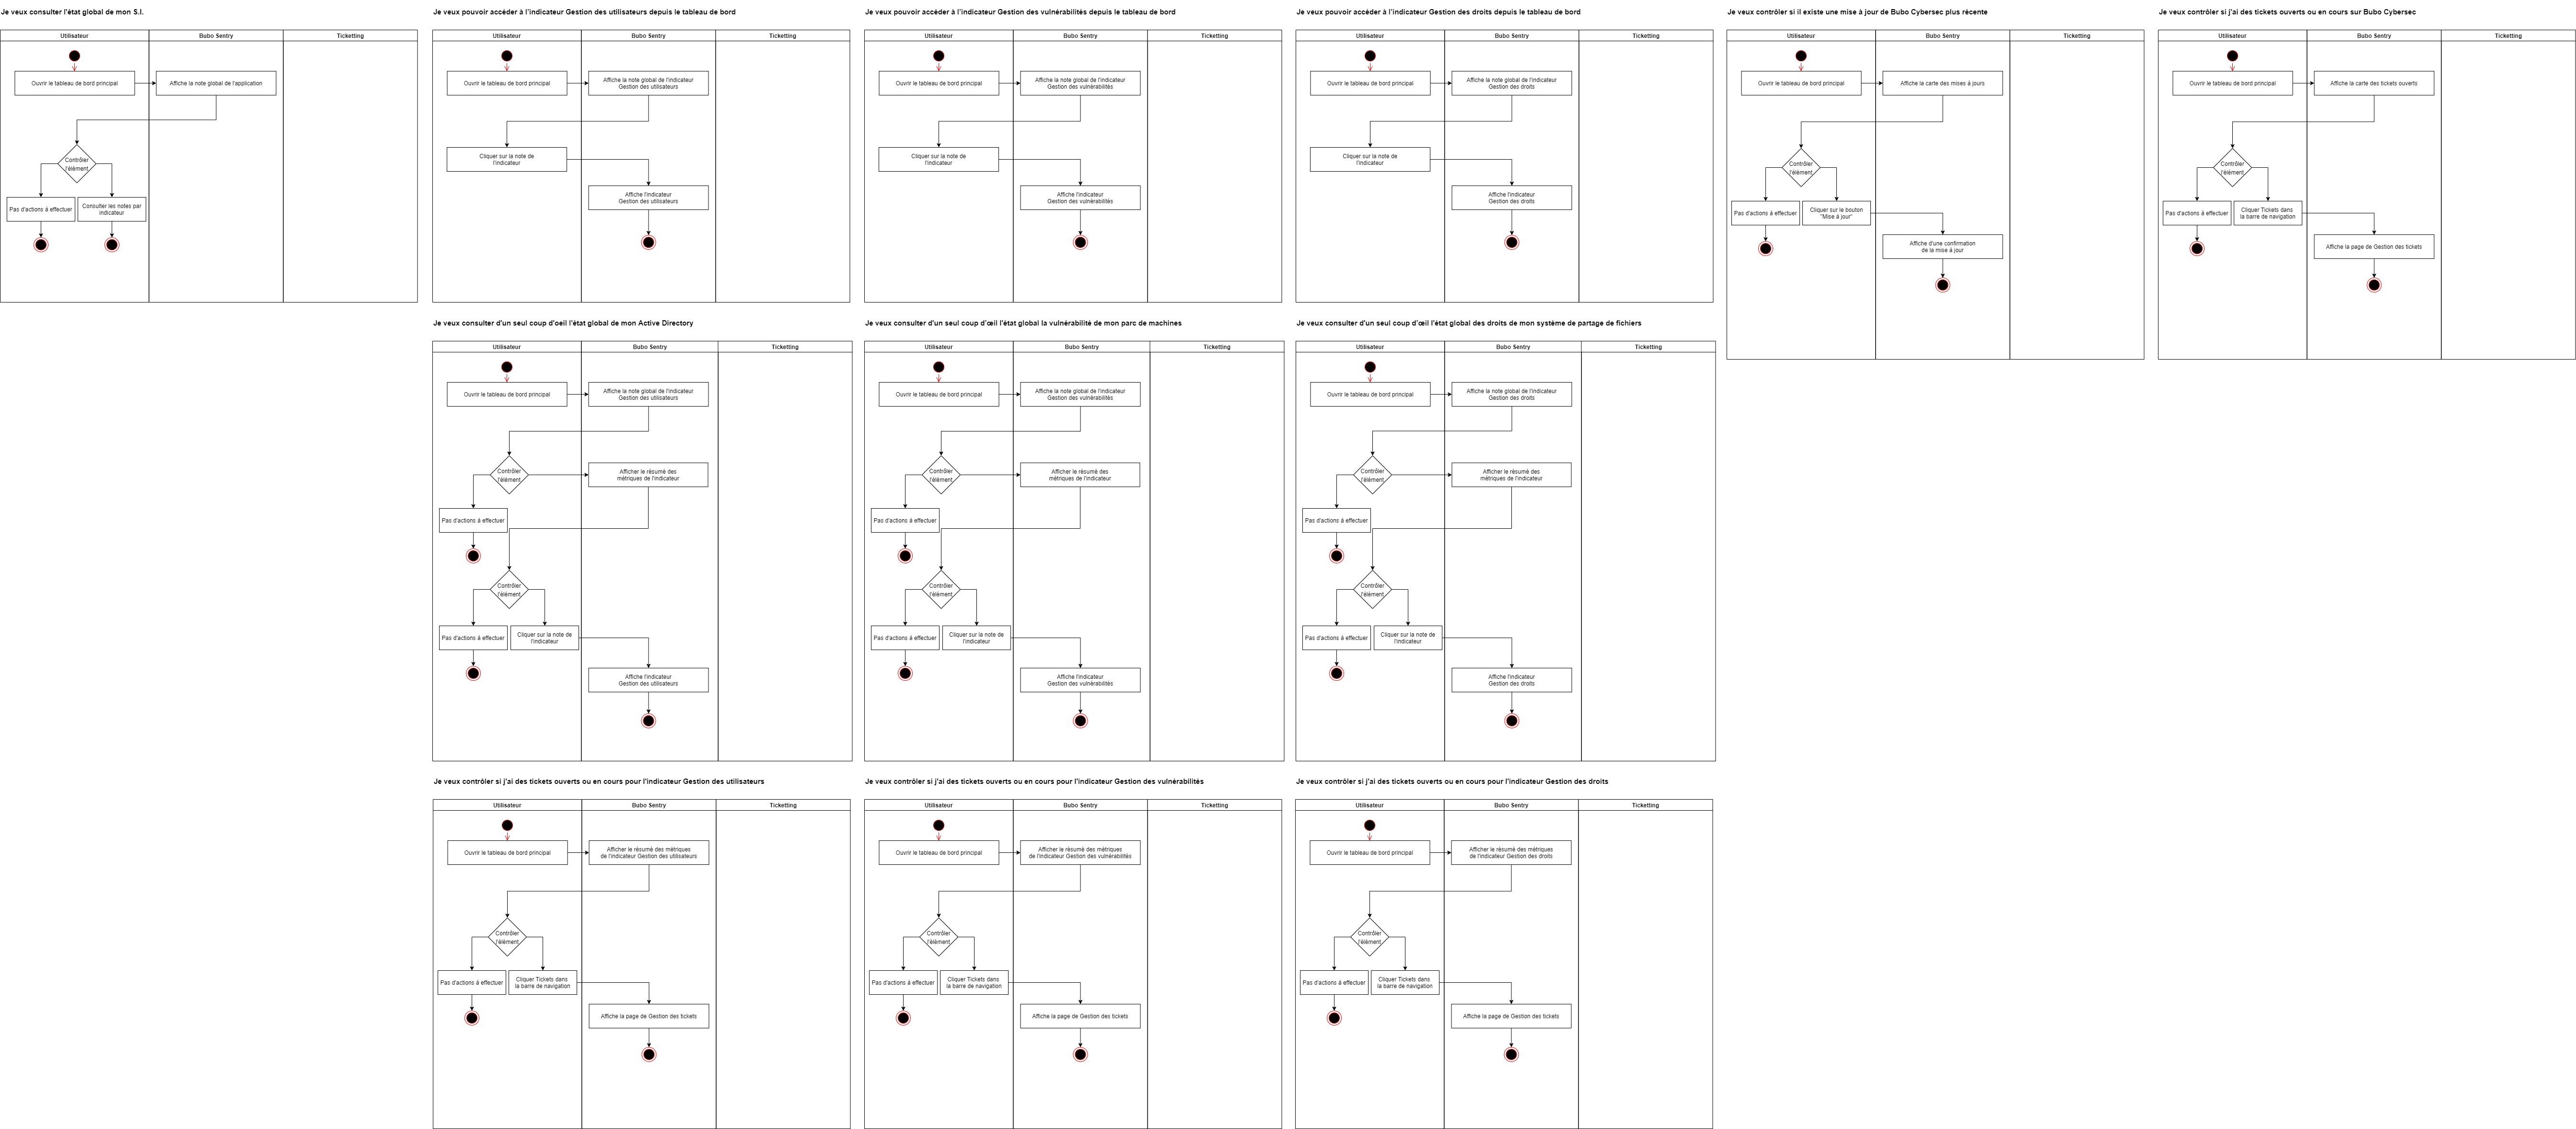 Je veux consulter l'état global de mon S.I.
Utilisateur
Bubo Sentry
Ticketting
Ouvrir le tableau de bord principal
Affiche la note global de l'application
Contrôler
l'élément
Pas d'actions à effectuer
Consulter les notes par
indicateur
Je veux pouvoir accéder à l'indicateur Gestion des utilisateurs depuis le tableau de bord
Utilisateur
Bubo Sentry
Ticketting
Ouvrir le tableau de bord principal
Affiche la note global de l'indicateur
Gestion des utilisateurs
Cliquer sur la note de
l'indicateur
Affiche l'indicateur
Gestion des utilisateurs
Je veux pouvoir accéder à l'indicateur Gestion des vulnérabilités depuis le tableau de bord
Utilisateur
Bubo Sentry
Ticketting
Ouvrir le tableau de bord principal
Affiche la note global de l'indicateur
Gestion des vulnérabilités
Cliquer sur la note de
l'indicateur
Affiche l'indicateur
Gestion des vulnérabilités
Je veux pouvoir accéder à l'indicateur Gestion des droits depuis le tableau de bord
Utilisateur
Bubo Sentry
Ticketting
Ouvrir le tableau de bord principal
Affiche la note global de l'indicateur
Gestion des droits
Cliquer sur la note de
l'indicateur
Affiche l'indicateur
Gestion des droits
Je veux contrôler si il existe une mise à jour de Bubo Cybersec plus récente
Utilisateur
Bubo Sentry
Ticketting
Ouvrir le tableau de bord principal
Affiche la carte des mises à jours
Contrôler
l'élément
Pas d'actions à effectuer
Cliquer sur le bouton
"Mise à jour"
Affiche d'une confirmation
de la mise à jour
Je veux contrôler si j'ai des tickets ouverts ou en cours sur Bubo Cybersec
Utilisateur
Bubo Sentry
Ticketting
Ouvrir le tableau de bord principal
Affiche la carte des tickets ouverts
Contrôler
l'élément
Pas d'actions à effectuer
Cliquer Tickets dans
la barre de navigation
Affiche la page de Gestion des tickets
Je veux consulter d'un seul coup d'oeil l'état global de mon Active Directory
Utilisateur
Bubo Sentry
Ticketting
Ouvrir le tableau de bord principal
Affiche la note global de l'indicateur
Gestion des utilisateurs
Contrôler
l'élément
Afficher le résumé des
métriques de l'indicateur
Pas d'actions à effectuer
Contrôler
l'élément
Pas d'actions à effectuer
Cliquer sur la note de
l'indicateur
Affiche l'indicateur
Gestion des utilisateurs
Je veux consulter d'un seul coup d'œil l'état global la vulnérabilité de mon parc de machines
Utilisateur
Bubo Sentry
Ticketting
Ouvrir le tableau de bord principal
Affiche la note global de l'indicateur
Gestion des vulnérabilités
Contrôler
l'élément
Afficher le résumé des
métriques de l'indicateur
Pas d'actions à effectuer
Contrôler
l'élément
Pas d'actions à effectuer
Cliquer sur la note de
l'indicateur
Affiche l'indicateur
Gestion des vulnérabilités
Je veux consulter d'un seul coup d'œil l'état global des droits de mon système de partage de fichiers
Utilisateur
Bubo Sentry
Ticketting
Ouvrir le tableau de bord principal
Affiche la note global de l'indicateur
Gestion des droits
Contrôler
l'élément
Afficher le résumé des
métriques de l'indicateur
Pas d'actions à effectuer
Contrôler
l'élément
Pas d'actions à effectuer
Cliquer sur la note de
l'indicateur
Affiche l'indicateur
Gestion des droits
Je veux contrôler si j'ai des tickets ouverts ou en cours pour l'indicateur Gestion des utilisateurs
Utilisateur
Bubo Sentry
Ticketting
Ouvrir le tableau de bord principal
Afficher le résumé des métriques
de l'indicateur Gestion des utilisateurs
Contrôler
l'élément
Pas d'actions à effectuer
Cliquer Tickets dans
la barre de navigation
Affiche la page de Gestion des tickets
Je veux contrôler si j'ai des tickets ouverts ou en cours pour l'indicateur Gestion des vulnérabilités
Utilisateur
Bubo Sentry
Ticketting
Ouvrir le tableau de bord principal
Afficher le résumé des métriques
de l'indicateur Gestion des vulnérabilités
Contrôler
l'élément
Pas d'actions à effectuer
Cliquer Tickets dans
la barre de navigation
Affiche la page de Gestion des tickets
Je veux contrôler si j'ai des tickets ouverts ou en cours pour l'indicateur Gestion des droits
Utilisateur
Bubo Sentry
Ticketting
Ouvrir le tableau de bord principal
Afficher le résumé des métriques
de l'indicateur Gestion des droits
Contrôler
l'élément
Pas d'actions à effectuer
Cliquer Tickets dans
la barre de navigation
Affiche la page de Gestion des tickets